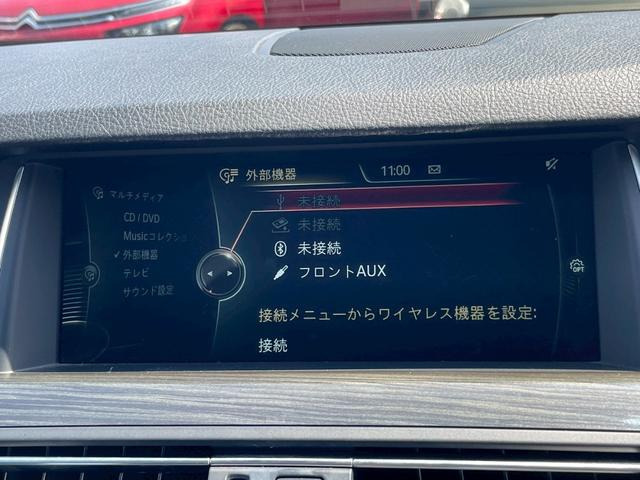 外部機器
11:00
マルチメディア
CD / DVD
Musicコレクショ
外部機器
テレビ
サウンド設定
未接続
未接続
未接続
フロントAUX
接続メニューからワイヤレス機器を設定:
接続
OPT